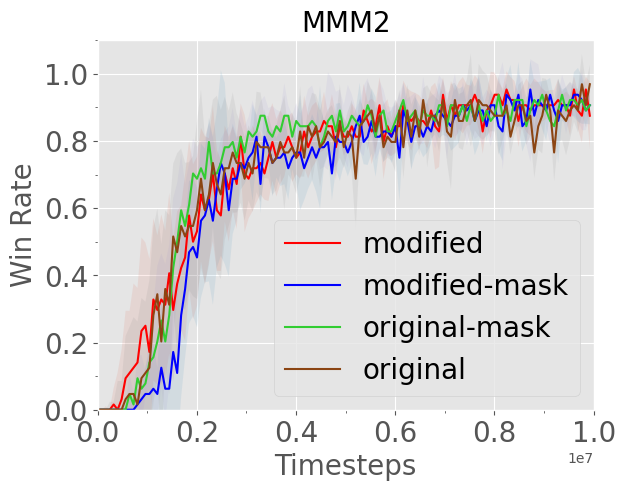 MMM2
Win Rate
1.0
0.8
0.6
0.4
0.2
0.0
modified
modified-mask
original-mask
original
0.0 0.2 0.4 0.6 0.8 1.0
Timesteps
1e7